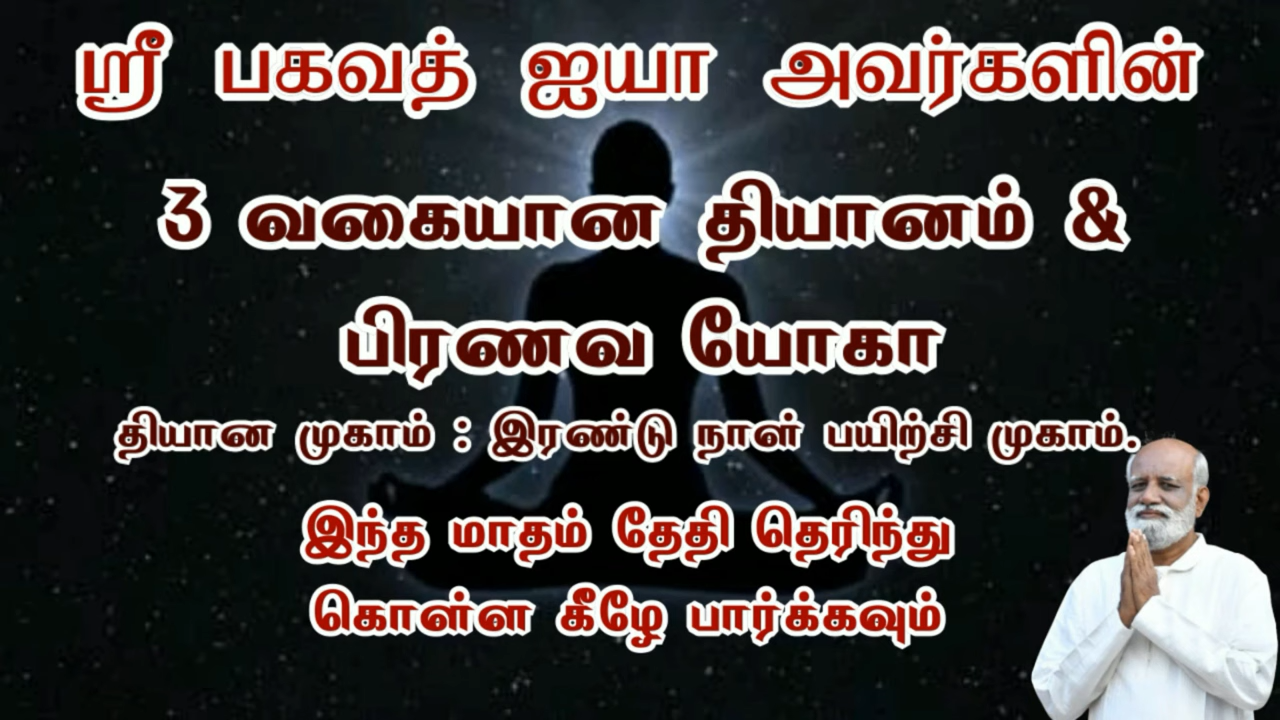 ஸ்ரீ பகவத் ஐயா அவர்களின்
3 வகையான தியானம் &
பிரணவ யோகா
தியான முகாம் : இரண்டு நாள் பயிற்சி முகாம்.
இந்த மாதம் தேதி தெரிந்து
கொள்ள கீழே பார்க்கவும்